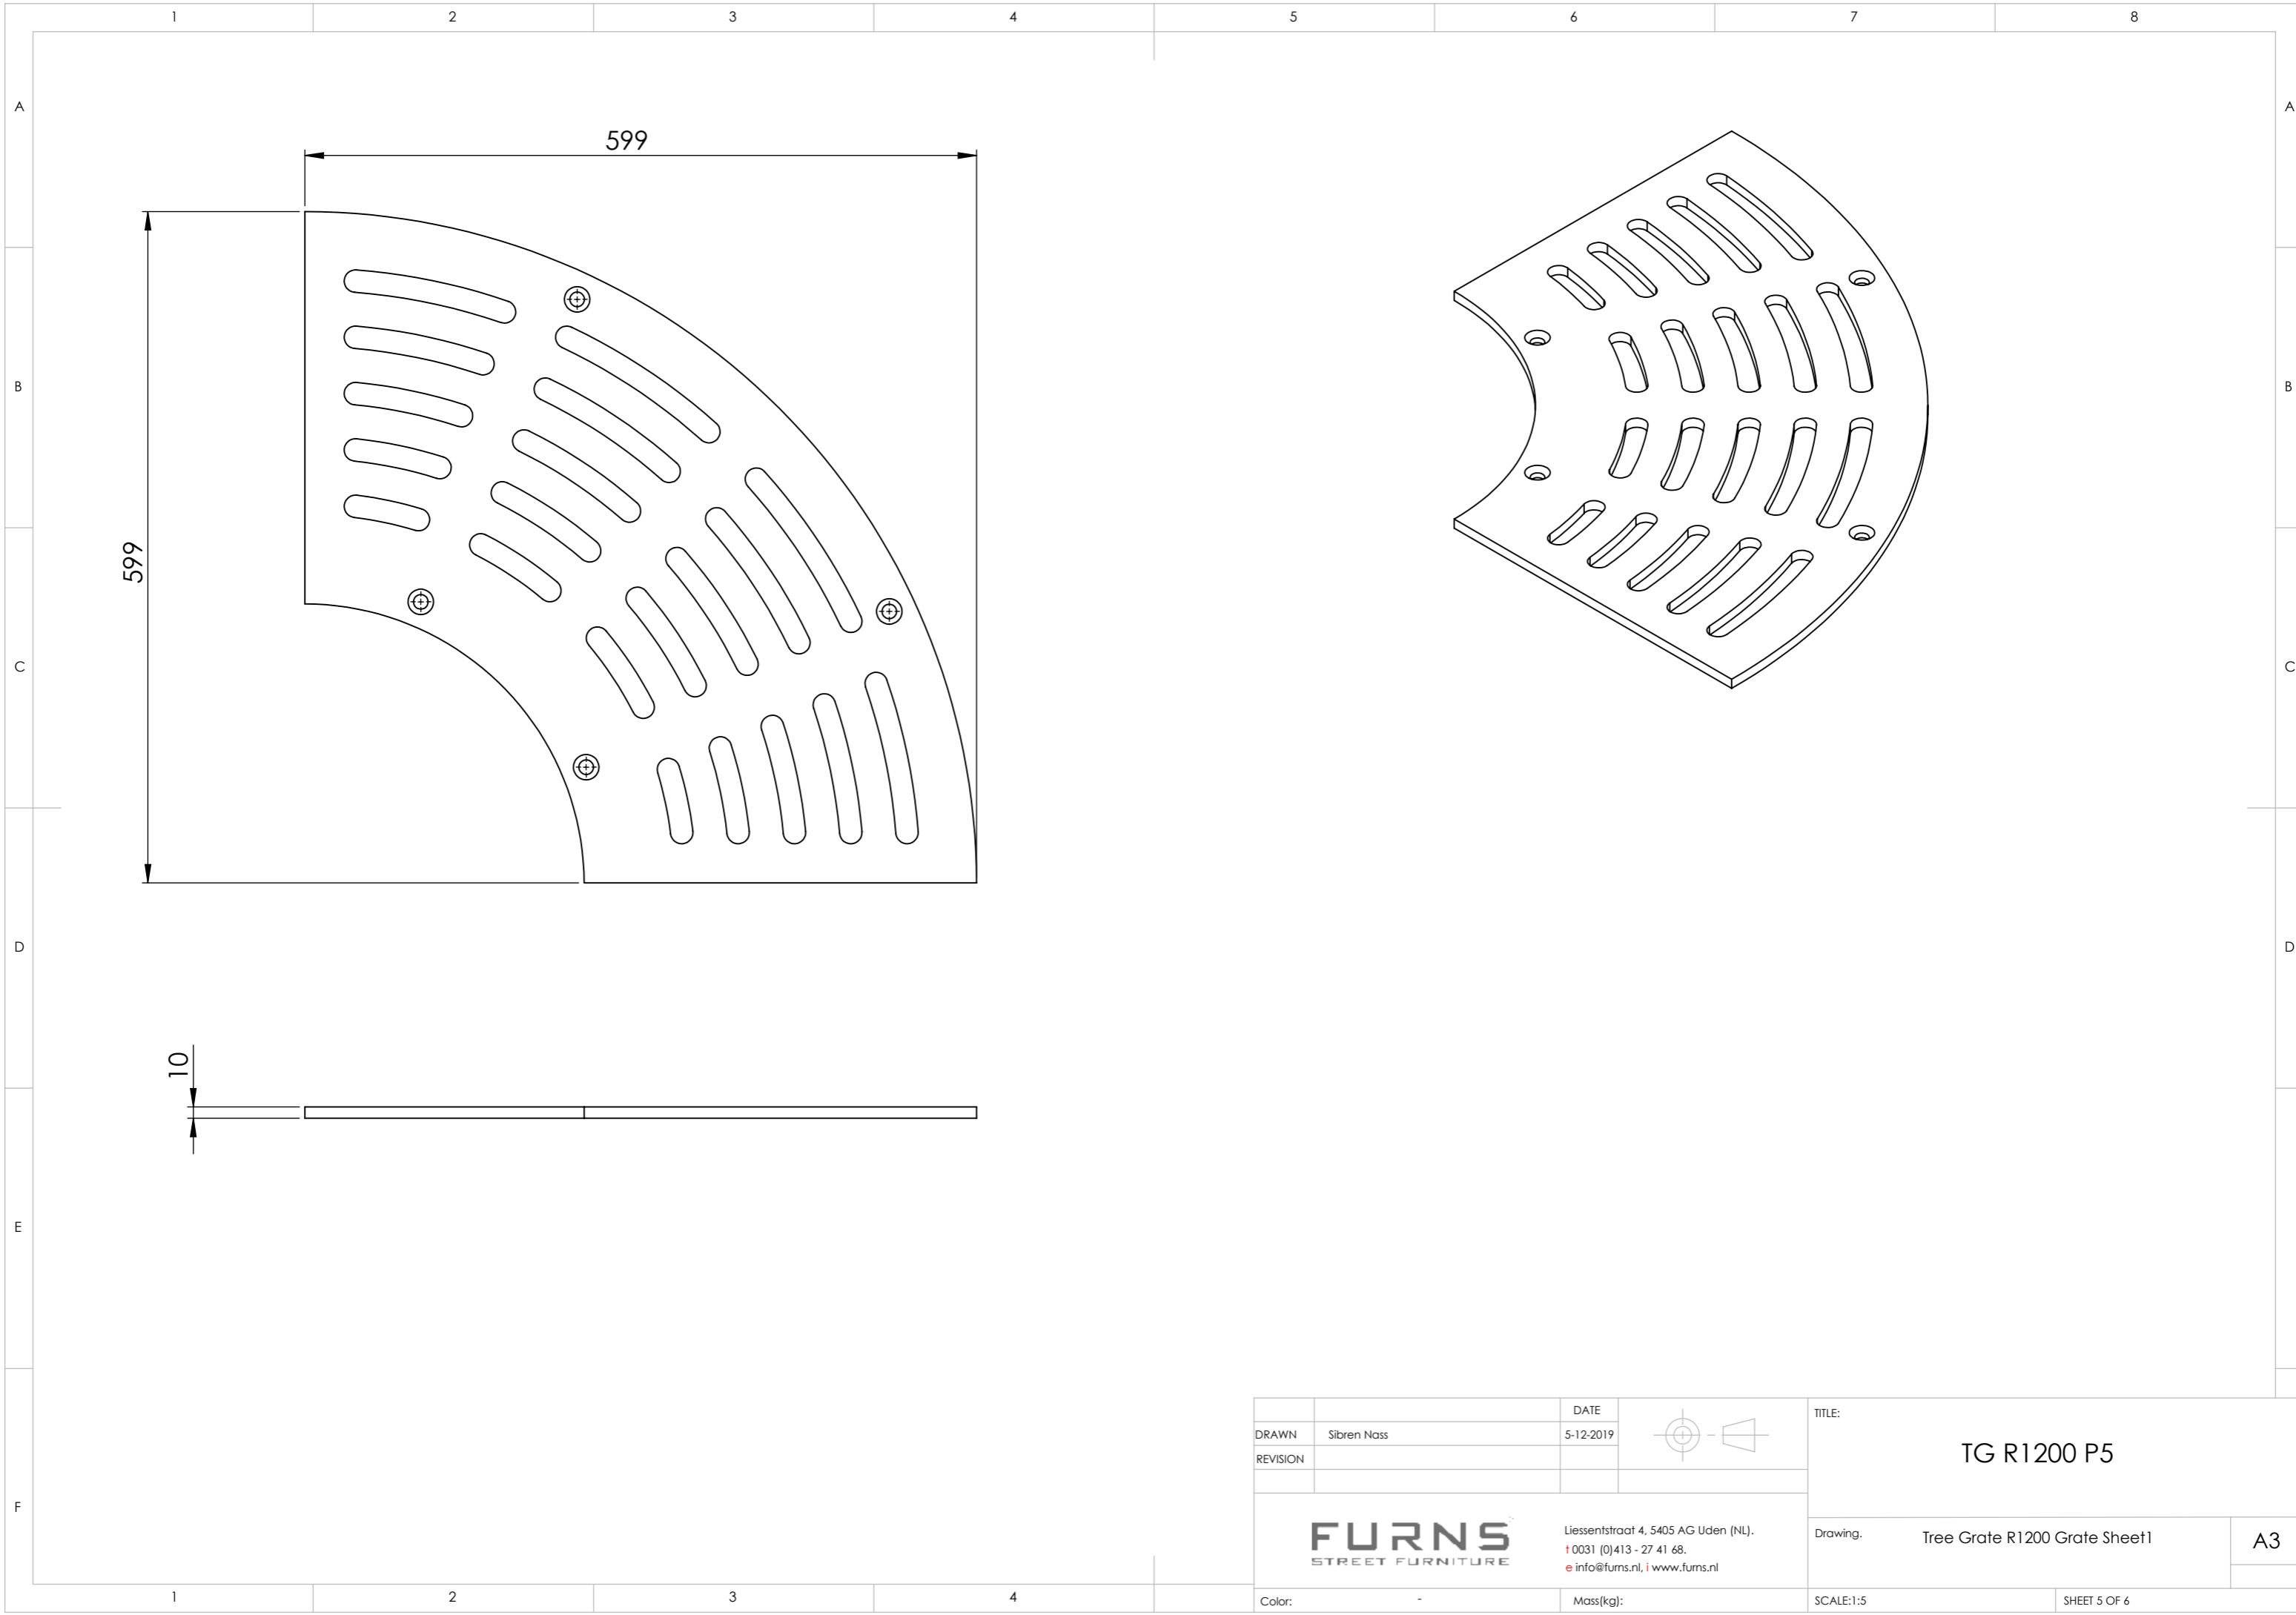 1 2 3 4 5 6 7 8
A A
599
B B
599
C C
D D
10
E
F
DATE
DRAWN Sibren Nass 5-12-2019
REVISION
TITLE:
TG R1200 P5
FURNS
STREET FURNITURE
Liessentstraat 4, 5405 AG Uden (NL).
t 0031 (0)413 - 27 41 68.
e info@furns.nl, i www.furns.nl
Drawing. Tree Grate R1200 Grate Sheet1 A3
Color: - Mass(kg): SCALE:1:5 SHEET 5 OF 6
1 2 3 4